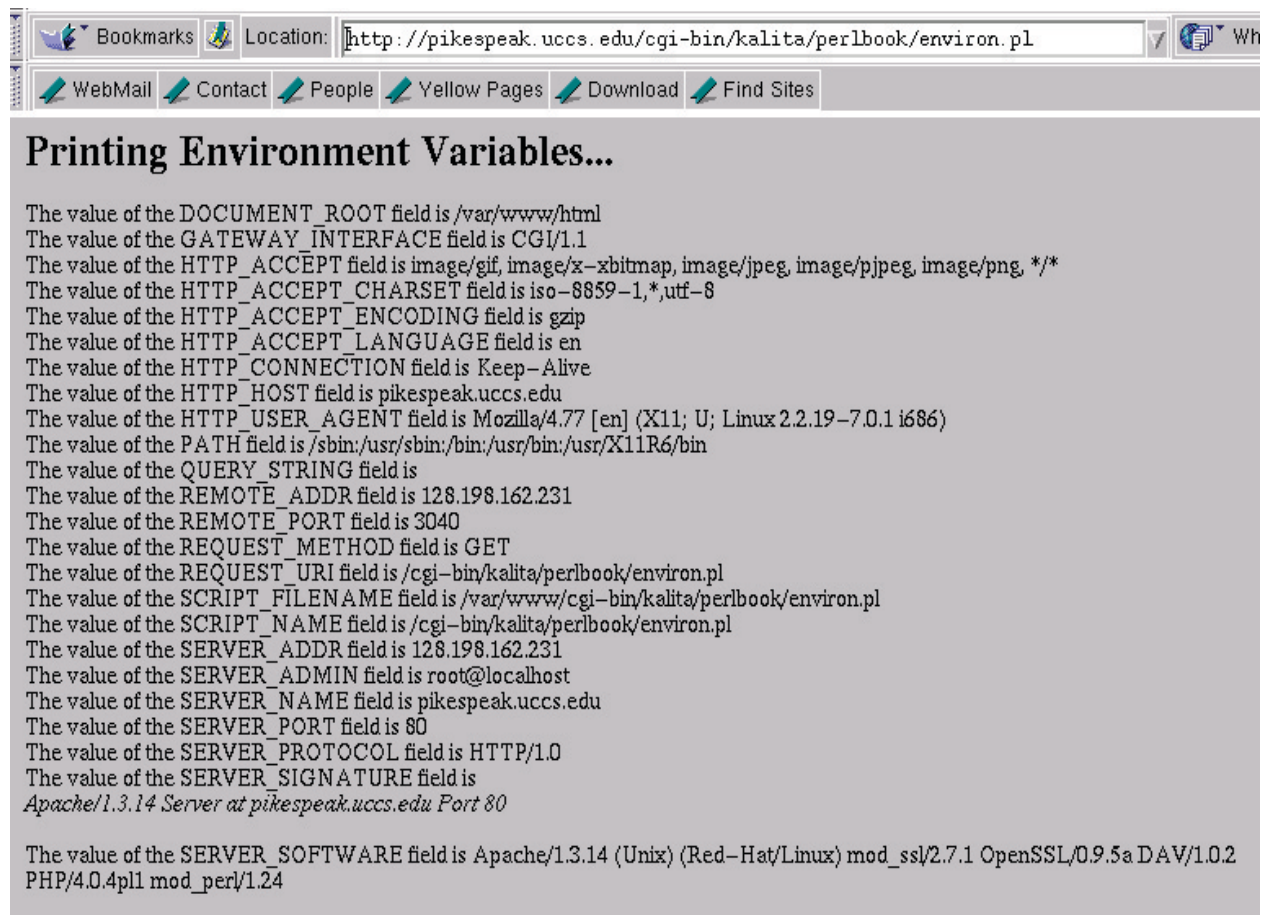 Bookmarks Location: http://pikespeak.uccs.edu/cgi-bin/kalita/perlbook/environ.pl Wh
WebMail Contact People Yellow Pages Download Find Sites
Printing Environment Variables...
The value of the DOCUMENT_ROOT field is /var/www/html
The value of the GATEWAY_INTERFACE field is CGI/1.1
The value of the HTTP_ACCEPT field is image/gif, image/x-xbitmap, image/jpeg, image/pjpeg, image/png, */*
The value of the HTTP_ACCEPT_CHARSET field is iso-8859-1,*,utf-8
The value of the HTTP_ACCEPT_ENCODING field is gzip
The value of the HTTP_ACCEPT_LANGUAGE field is en
The value of the HTTP_CONNECTION field is Keep-Alive
The value of the HTTP_HOST field is pikespeak.uccs.edu
The value of the HTTP_USER_AGENT field is Mozilla/4.77 [en] (X11; U; Linux 2.2.19-7.0.1 i686)
The value of the PATH field is /sbin:/usr/sbin:/bin:/usr/bin:/usr/X11R6/bin
The value of the QUERY_STRING field is
The value of the REMOTE_ADDR field is 128.198.162.231
The value of the REMOTE_PORT field is 3040
The value of the REQUEST_METHOD field is GET
The value of the REQUEST_URI field is /cgi-bin/kalita/perlbook/environ.pl
The value of the SCRIPT_FILENAME field is /var/www/cgi-bin/kalita/perlbook/environ.pl
The value of the SCRIPT_NAME field is /cgi-bin/kalita/perlbook/environ.pl
The value of the SERVER_ADDR field is 128.198.162.231
The value of the SERVER_ADMIN field is root@localhost
The value of the SERVER_NAME field is pikespeak.uccs.edu
The value of the SERVER_PORT field is 80
The value of the SERVER_PROTOCOL field is HTTP/1.0
The value of the SERVER_SIGNATURE field is
Apache/1.3.14 Server at pikespeak.uccs.edu Port 80
The value of the SERVER_SOFTWARE field is Apache/1.3.14 (Unix) (Red-Hat/Linux) mod_ssl/2.7.1 OpenSSL/0.9.5a DAV/1.0.2
PHP/4.0.4pl1 mod_perl/1.24